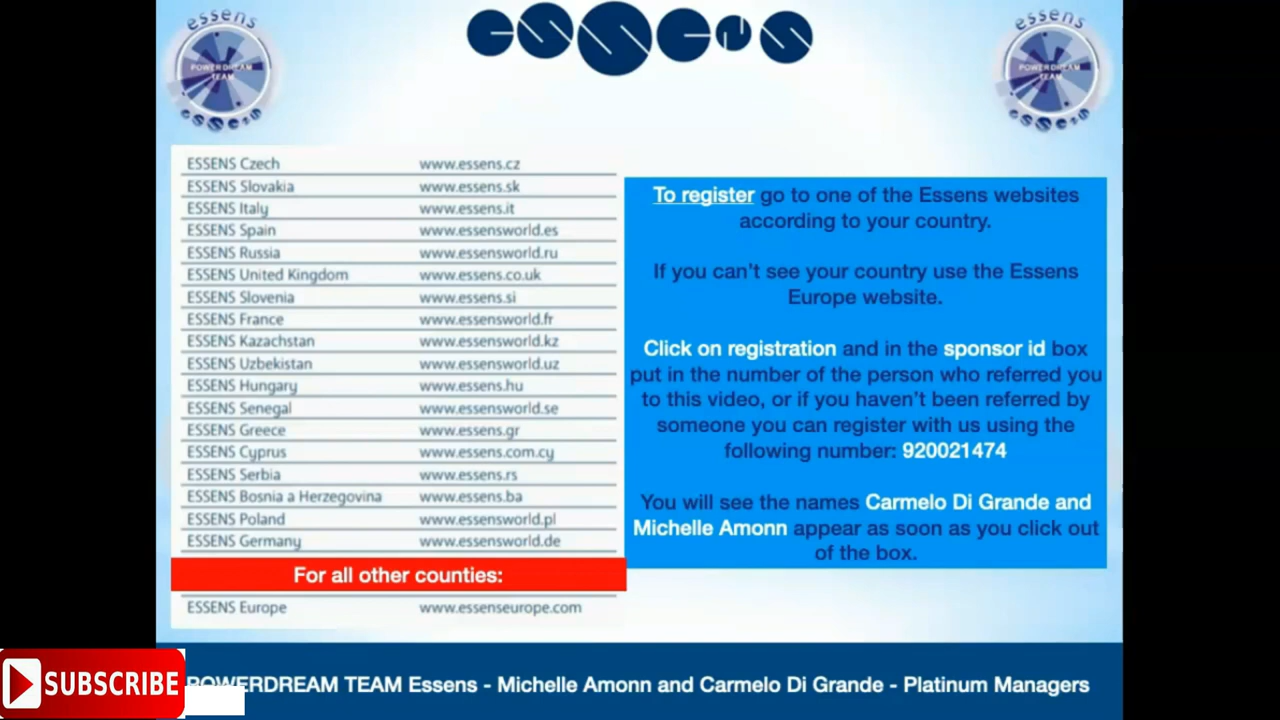 essens
POWER DREAM
TEAM
essens
essens
essens
POWER DREAM
TEAM
essens
ESSENS Czech www.essens.cz
ESSENS Slovakia www.essens.sk
ESSENS Italy www.essens.it
ESSENS Spain www.essensworld.es
ESSENS Russia www.essensworld.ru
ESSENS United Kingdom www.essens.co.uk
ESSENS Slovenia www.essens.si
ESSENS France www.essensworld.fr
ESSENS Kazachstan www.essensworld.kz
ESSENS Uzbekistan www.essensworld.uz
ESSENS Hungary www.essens.hu
ESSENS Senegal www.essensworld.se
ESSENS Greece www.essens.gr
ESSENS Cyprus www.essens.com.cy
ESSENS Serbia www.essens.rs
ESSENS Bosnia a Herzegovina www.essens.ba
ESSENS Poland www.essensworld.pl
ESSENS Germany www.essensworld.de
For all other counties:
ESSENS Europe www.essenseurope.com
To register go to one of the Essens websites
according to your country.
If you can't see your country use the Essens
Europe website.
Click on registration and in the sponsor id box
put in the number of the person who referred you
to this video, or if you haven't been referred by
someone you can register with us using the
following number: 920021474
You will see the names Carmelo Di Grande and
Michelle Amonn appear as soon as you click out
of the box.
SUBSCRIBE
POWERDREAM TEAM Essens - Michelle Amonn and Carmelo Di Grande - Platinum Managers